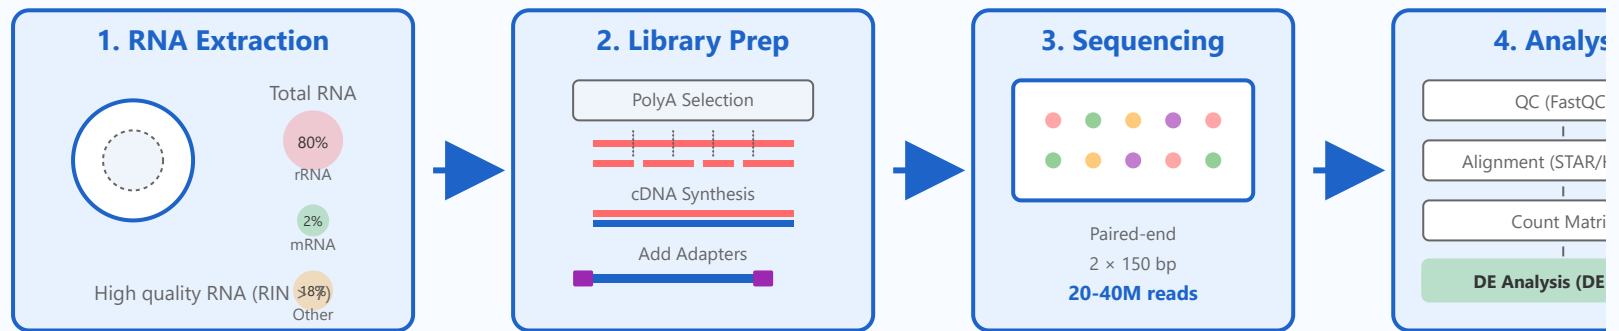 1. RNA Extraction
Total RNA
80%
rRNA
2%
mRNA
High quality RNA (RIN > 7)
18%
Other
2. Library Prep
PolyA Selection
cDNA Synthesis
Add Adapters
3. Sequencing
Paired-end
2 × 150 bp
20-40M reads
4. Analys
QC (FastQC
Alignment (STAR/H
Count Matri
DE Analysis (DE